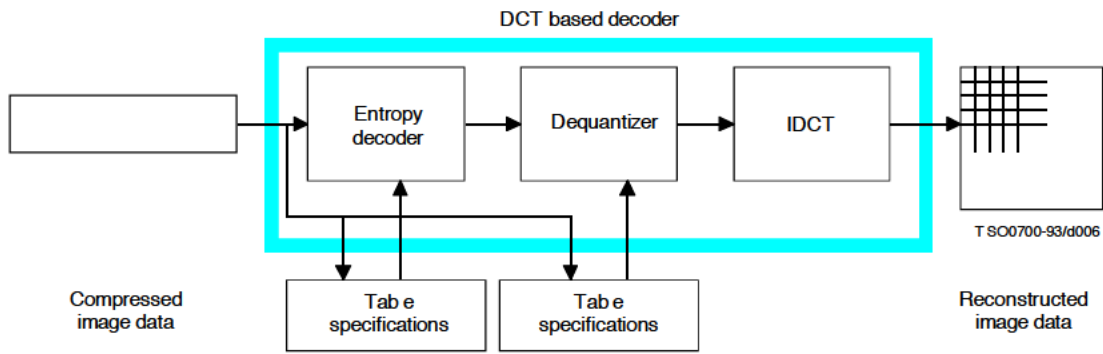 DCT based decoder
Entropy
decoder
Dequantizer
IDCT
TSO0700-93/d006
Compressed
image data
Tab e
specifications
Tab e
specifications
Reconstructed
image data